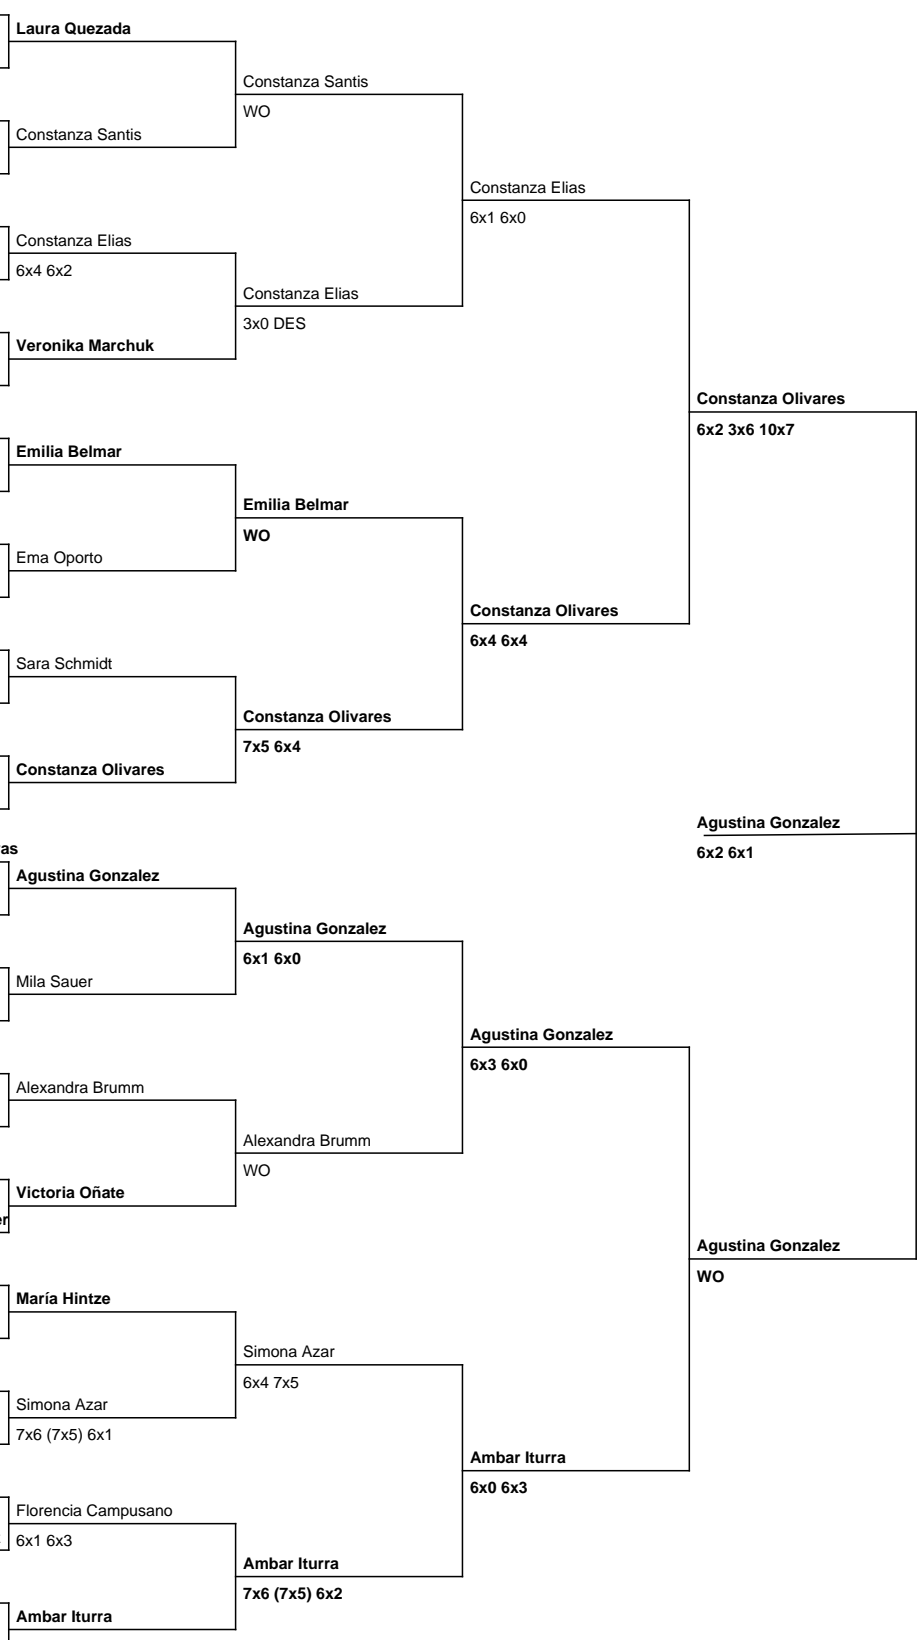 Laura Quezada
Constanza Santis
WO
Constanza Santis
Constanza Elias
6x1 6x0
Constanza Elias
6x4 6x2
Constanza Elias
3x0 DES
Veronika Marchuk
Constanza Olivares
6x2 3x6 10x7
Emilia Belmar
Emilia Belmar
WO
Ema Oporto
Constanza Olivares
6x4 6x4
Sara Schmidt
Constanza Olivares
7x5 6x4
Constanza Olivares
Agustina Gonzalez
6x2 6x1
as
Agustina Gonzalez
Agustina Gonzalez
6x1 6x0
Mila Sauer
Agustina Gonzalez
6x3 6x0
Alexandra Brumm
Alexandra Brumm
WO
Victoria Oñate
er
Agustina Gonzalez
WO
María Hintze
Simona Azar
6x4 7x5
Simona Azar
7x6 (7x5) 6x1
Ambar Iturra
6x0 6x3
Florencia Campusano
6x1 6x3
Ambar Iturra
7x6 (7x5) 6x2
Ambar Iturra